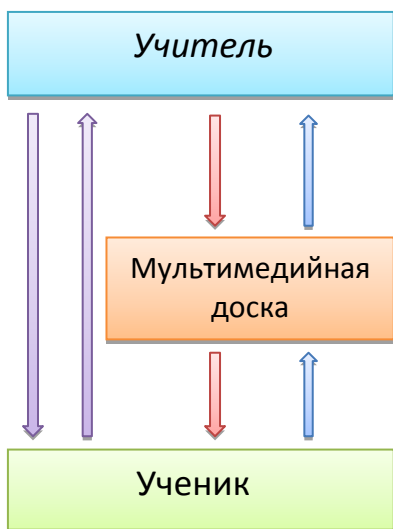 Учитель
Мультимедийная
доска
Ученик